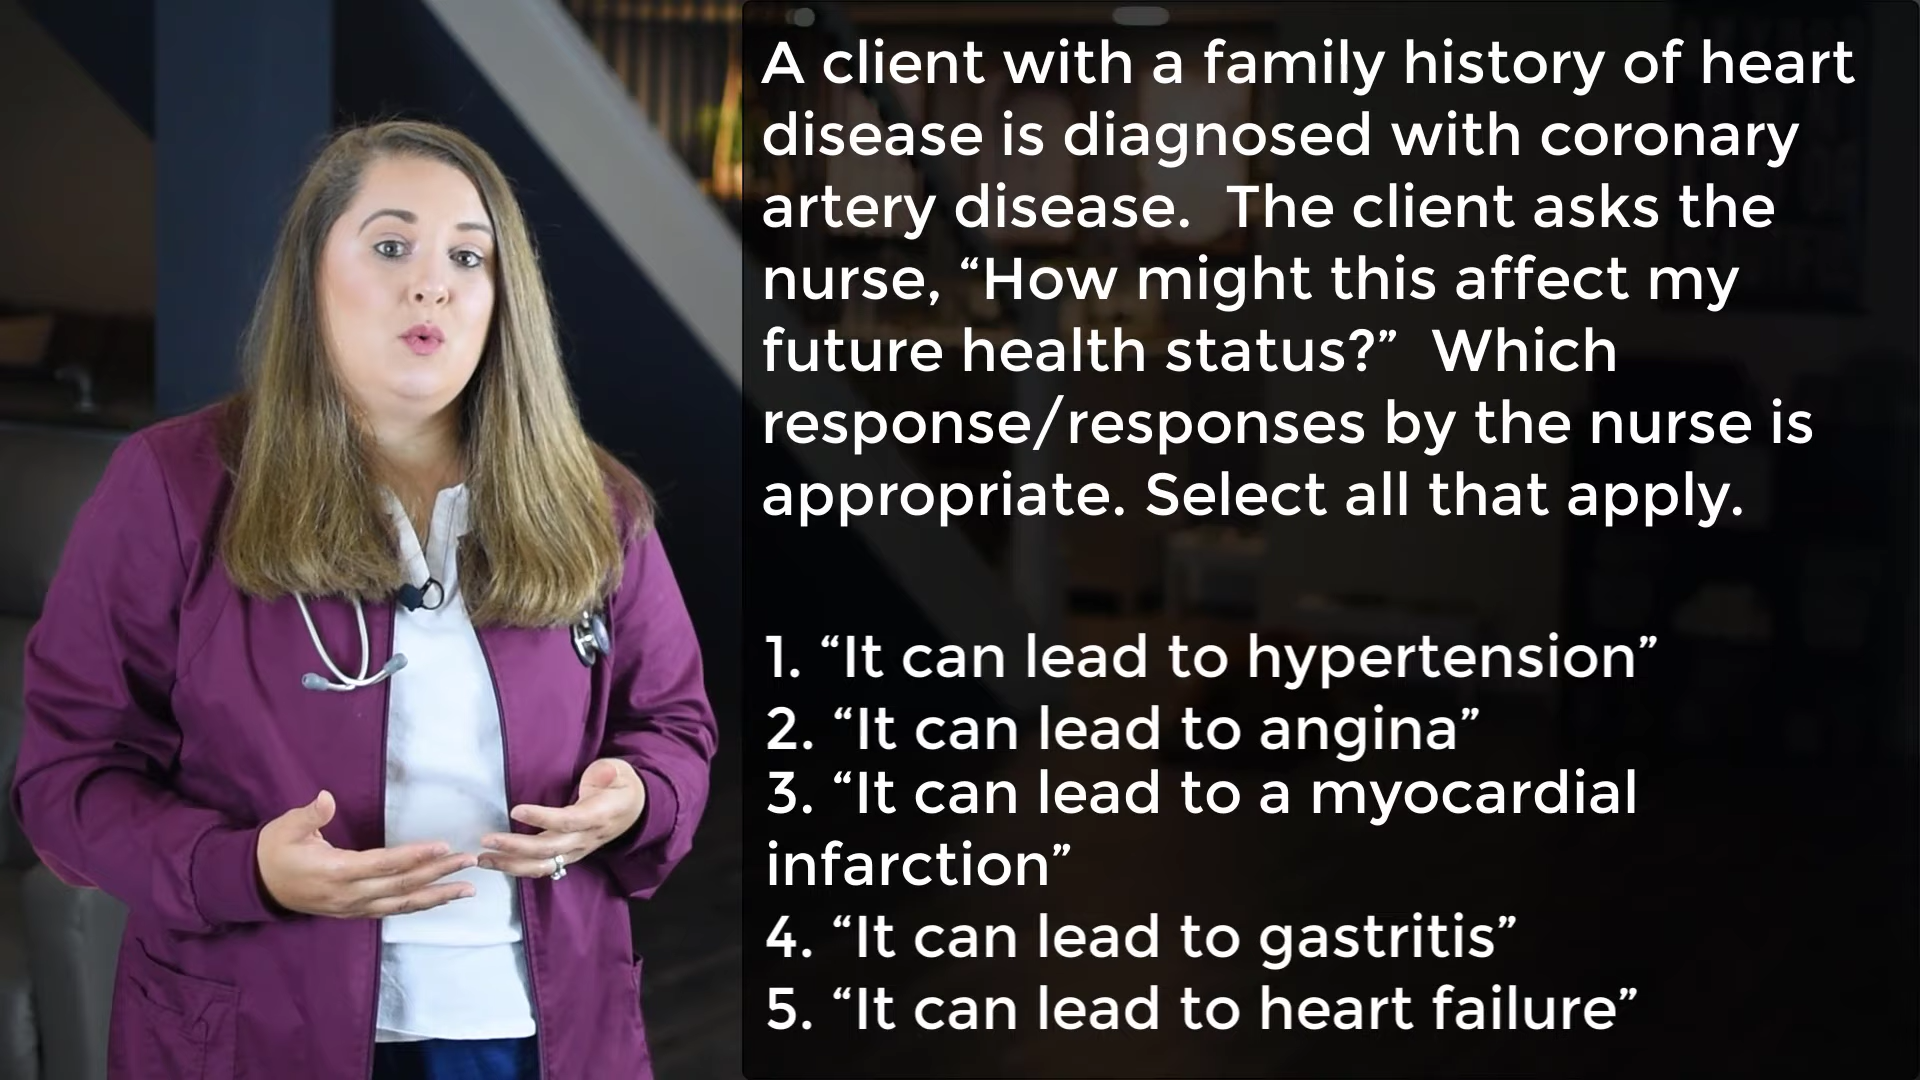 A client with a family history of heart
disease is diagnosed with coronary
artery disease.  The client asks the
nurse, “How might this affect my
future health status?”  Which
response/responses by the nurse is
appropriate. Select all that apply.
1. “It can lead to hypertension”
2. “It can lead to angina”
3. “It can lead to a myocardial
infarction”
4. “It can lead to gastritis”
5. “It can lead to heart failure”